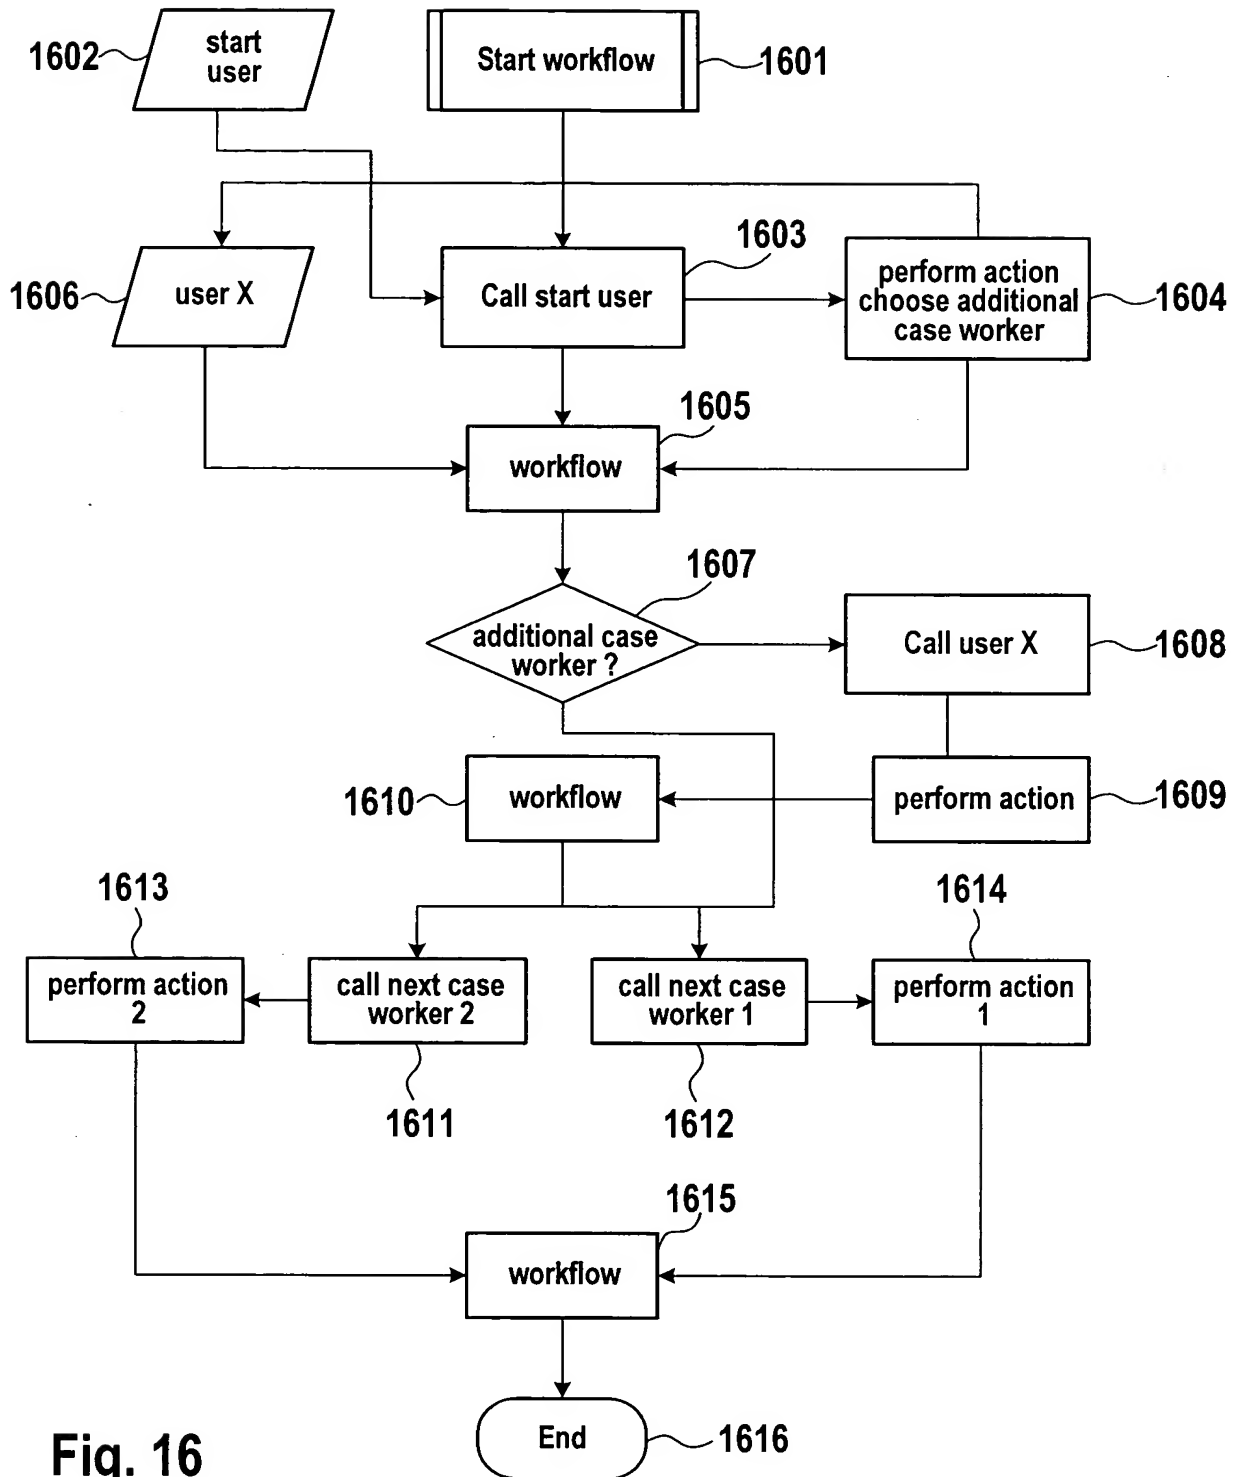 1602
start
user
Start workflow
1601
1603
1606
user X
Call start user
perform action
choose additional
case worker
1604
1605
workflow
1607
additional case
worker ?
Call user X
1608
1610
workflow
perform action
1609
1613
1614
perform action
2
call next case
worker 2
call next case
worker 1
perform action
1
1611
1612
1615
workflow
End
1616
Fig. 16